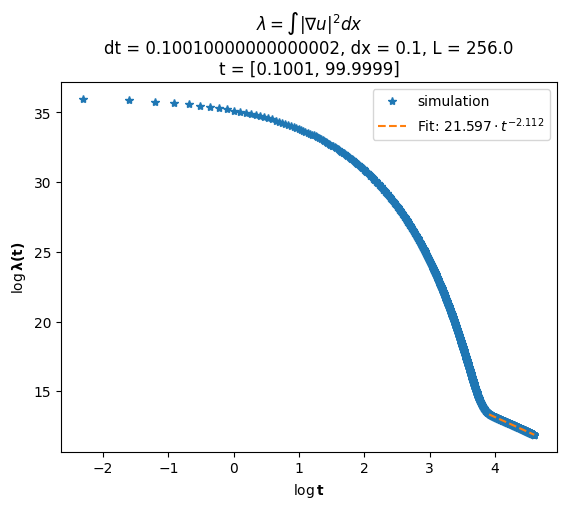 λ = ∫|∇u|²dx
dt = 0.10010000000000002, dx = 0.1, L = 256.0
t = [0.1001, 99.9999]
simulation
Fit: 21.597 · t^{-2.112}
log λ(t)
35
30
25
20
15
−2
−1
0
1
2
3
4
log t